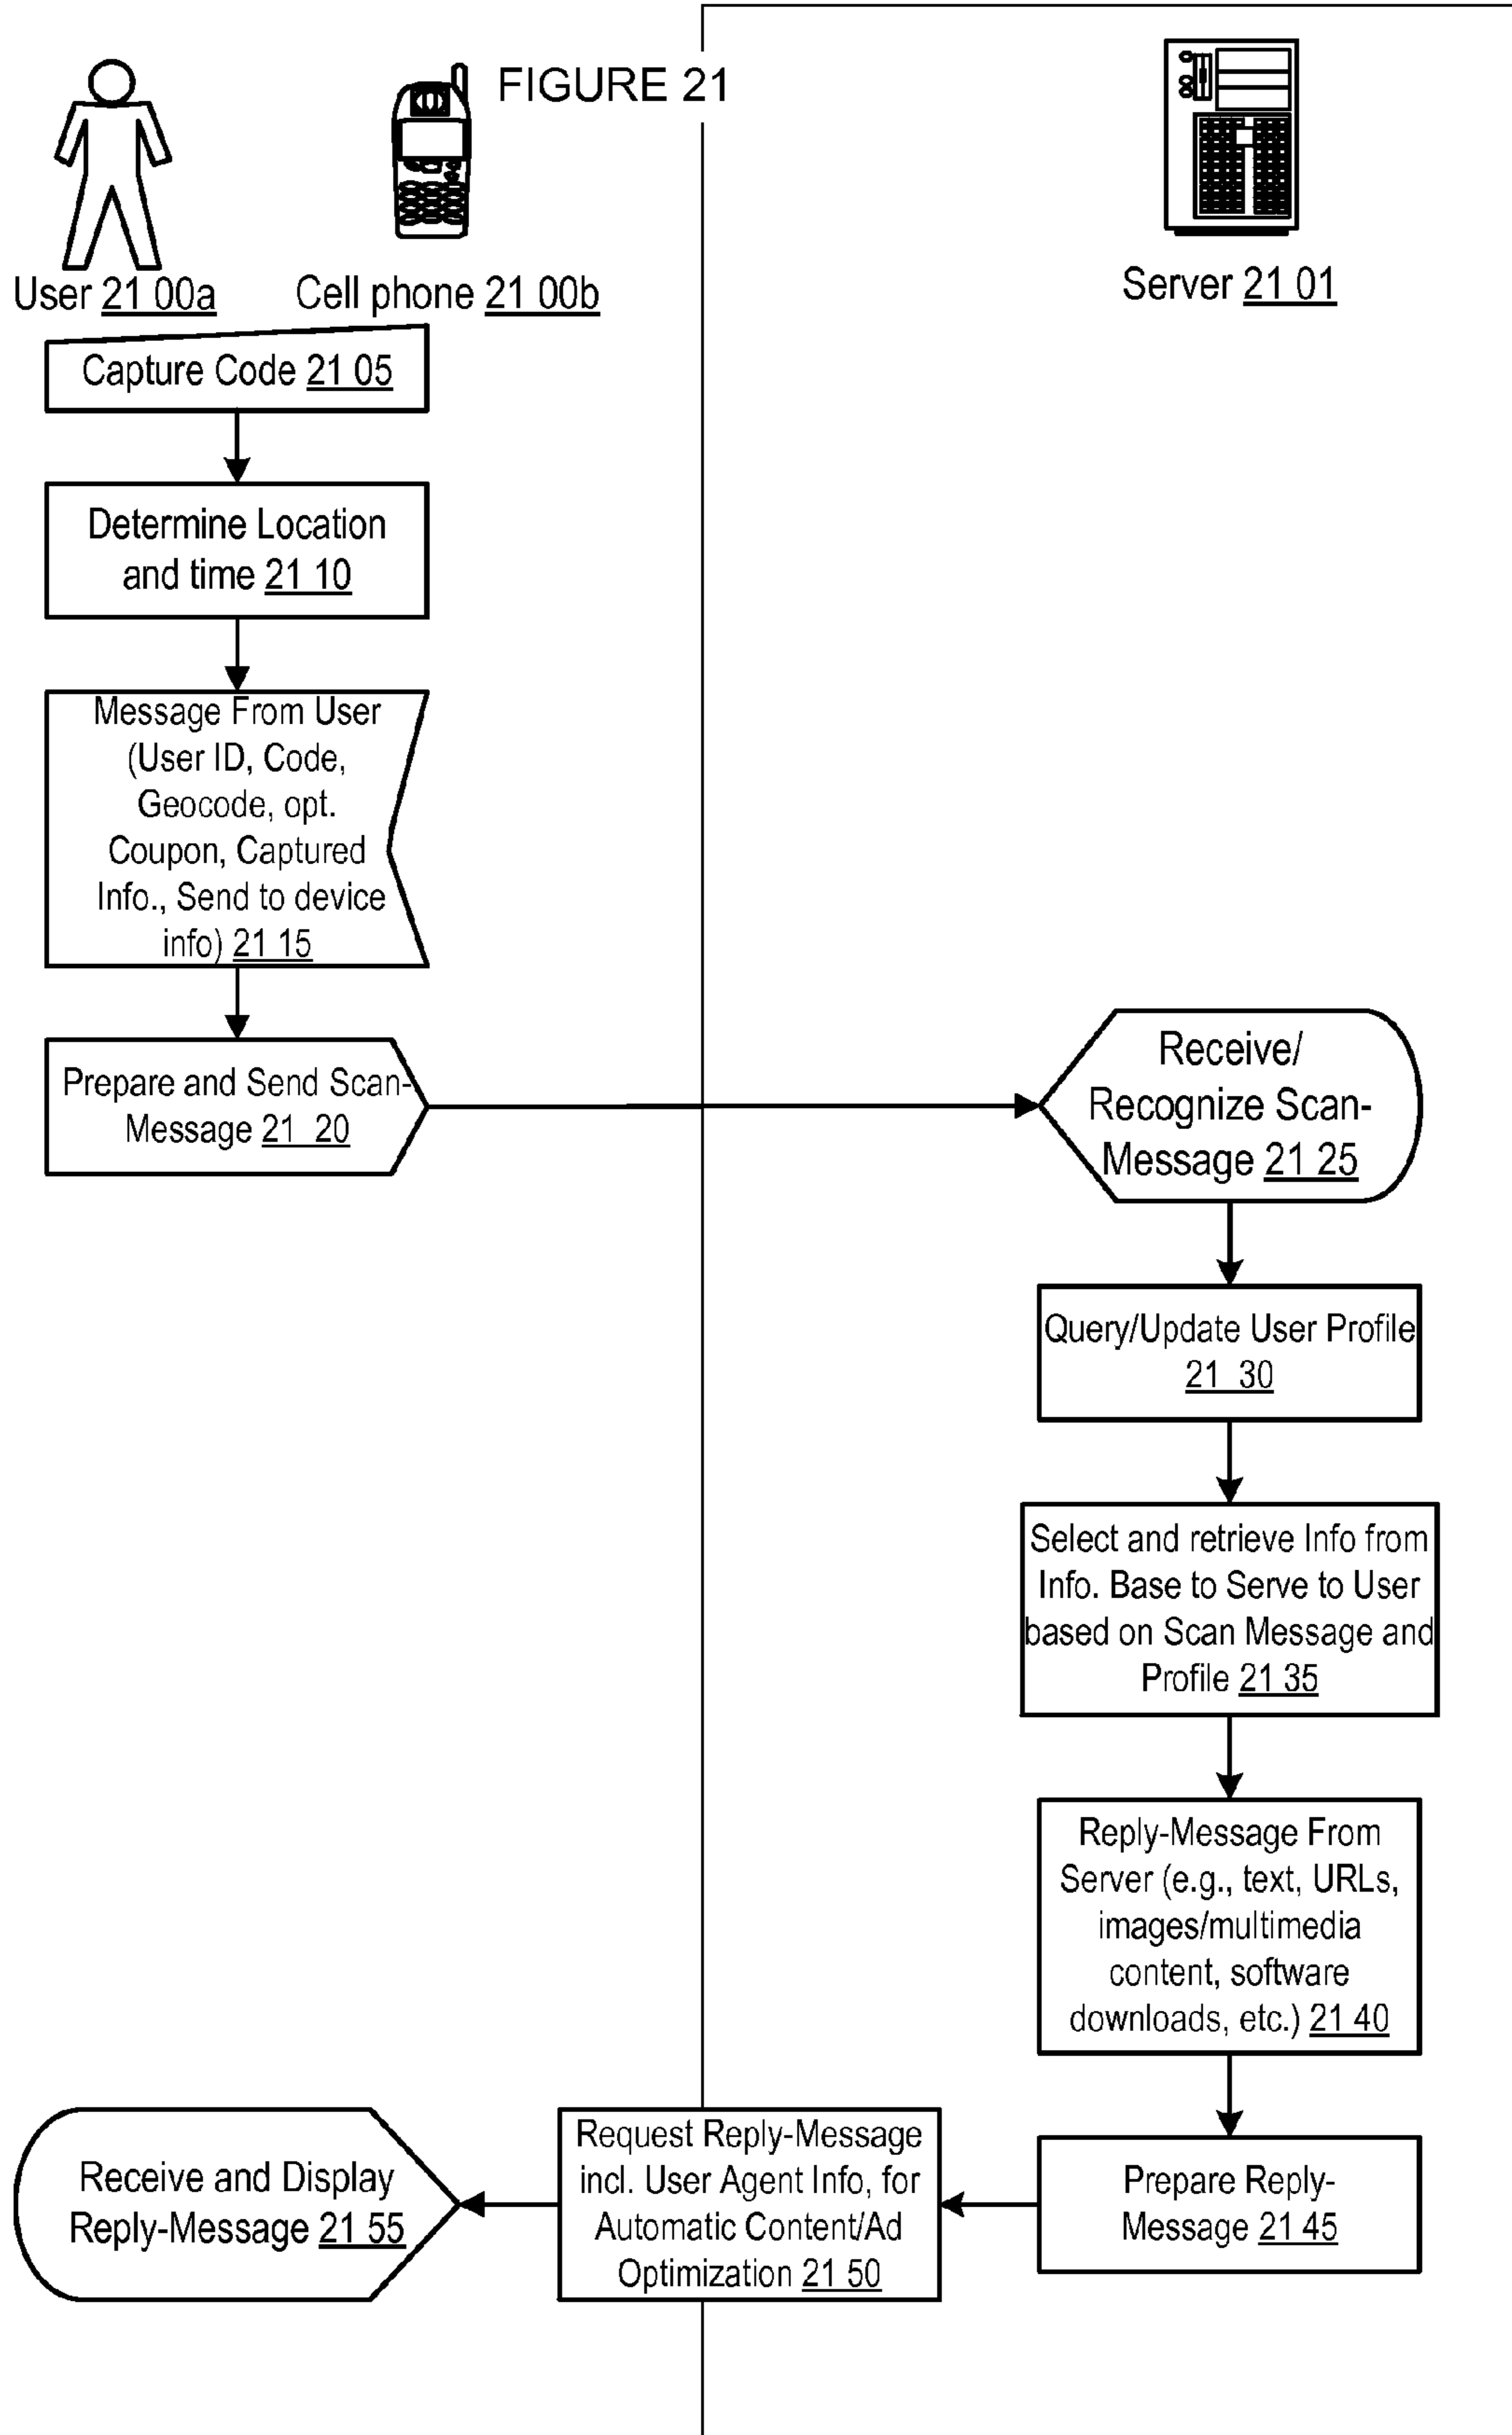 FIGURE 21
User 21 00a
Cell phone 21 00b
Server 21 01
Capture Code 21 05
Determine Location
and time 21 10
Message From User
(User ID, Code,
Geocode, opt.
Coupon, Captured
Info., Send to device
info) 21 15
Prepare and Send Scan-
Message 21 20
Receive/
Recognize Scan-
Message 21 25
Query/Update User Profile
21 30
Select and retrieve Info from
Info. Base to Serve to User
based on Scan Message and
Profile 21 35
Reply-Message From
Server (e.g., text, URLs,
images/multimedia
content, software
downloads, etc.) 21 40
Prepare Reply-
Message 21 45
Request Reply-Message
incl. User Agent Info, for
Automatic Content/Ad
Optimization 21 50
Receive and Display
Reply-Message 21 55